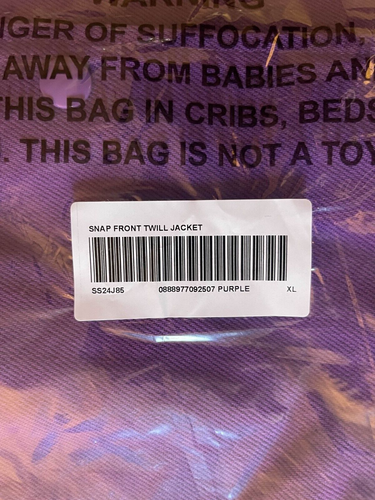 WARNING
NGER OF SUFFOCATION,
AWAY FROM BABIES AN
THIS BAG IN CRIBS, BEDS
. THIS BAG IS NOT A TOY
SNAP FRONT TWILL JACKET
SS24J85 0888977092507 PURPLE XL